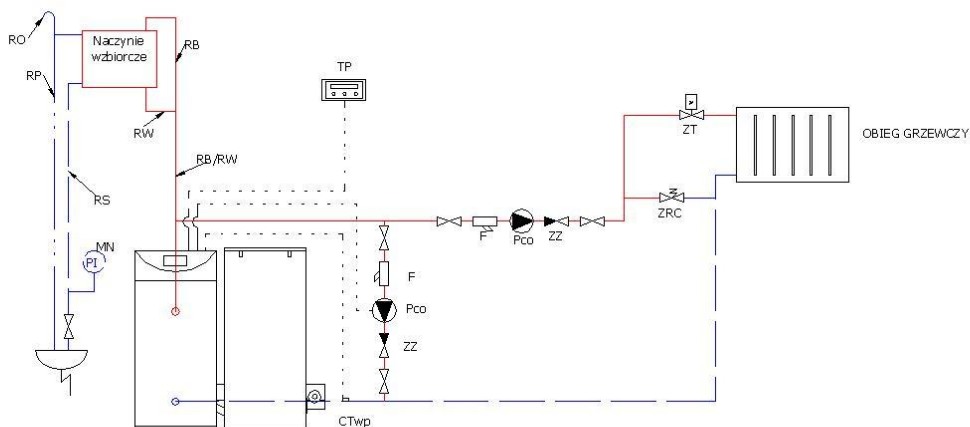 RO
Naczynie
wzbiorcze
RB
RP
TP
RW
ZT
OBIEG GRZEWCZY
RB/RW
RS
ZRC
F
Pco
ZZ
MN
PI
F
Pco
ZZ
CTwp